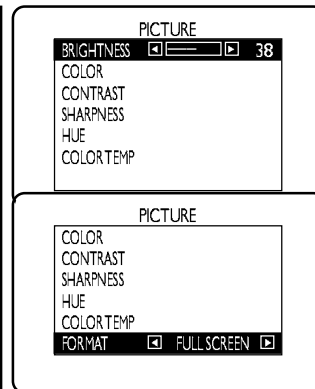 PICTURE
BRIGHTNESS 38
COLOR
CONTRAST
SHARPNESS
HUE
COLOR TEMP
PICTURE
COLOR
CONTRAST
SHARPNESS
HUE
COLOR TEMP
FORMAT FULL SCREEN